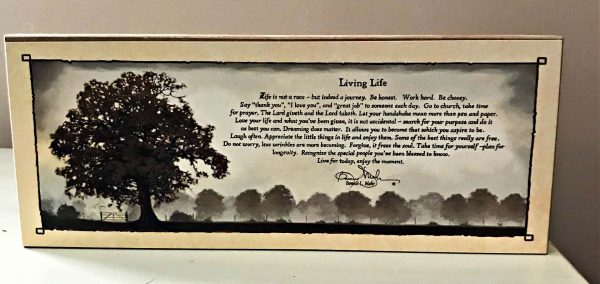 Living Life
Life is not a race - but indeed a journey. Be honest. Work hard. Be choosy.
Say "thank you", "I love you", and "great job" to someone each day. Go to church, take time
for prayer. The Lord giveth and the Lord taketh. Let your handshake mean more than pen and paper.
Love your life and what you've been given, it is not accidental - search for your purpose and do it
as best you can. Dreaming does matter. It allows you to become that which you aspire to be.
Laugh often. Appreciate the little things in life and enjoy them. Some of the best things really are free.
Do not worry, less wrinkles are more becoming. Forgive, it frees the soul. Take time for yourself -plan for
longevity. Recognize the special people you've been blessed to know.
Live for today, enjoy the moment.